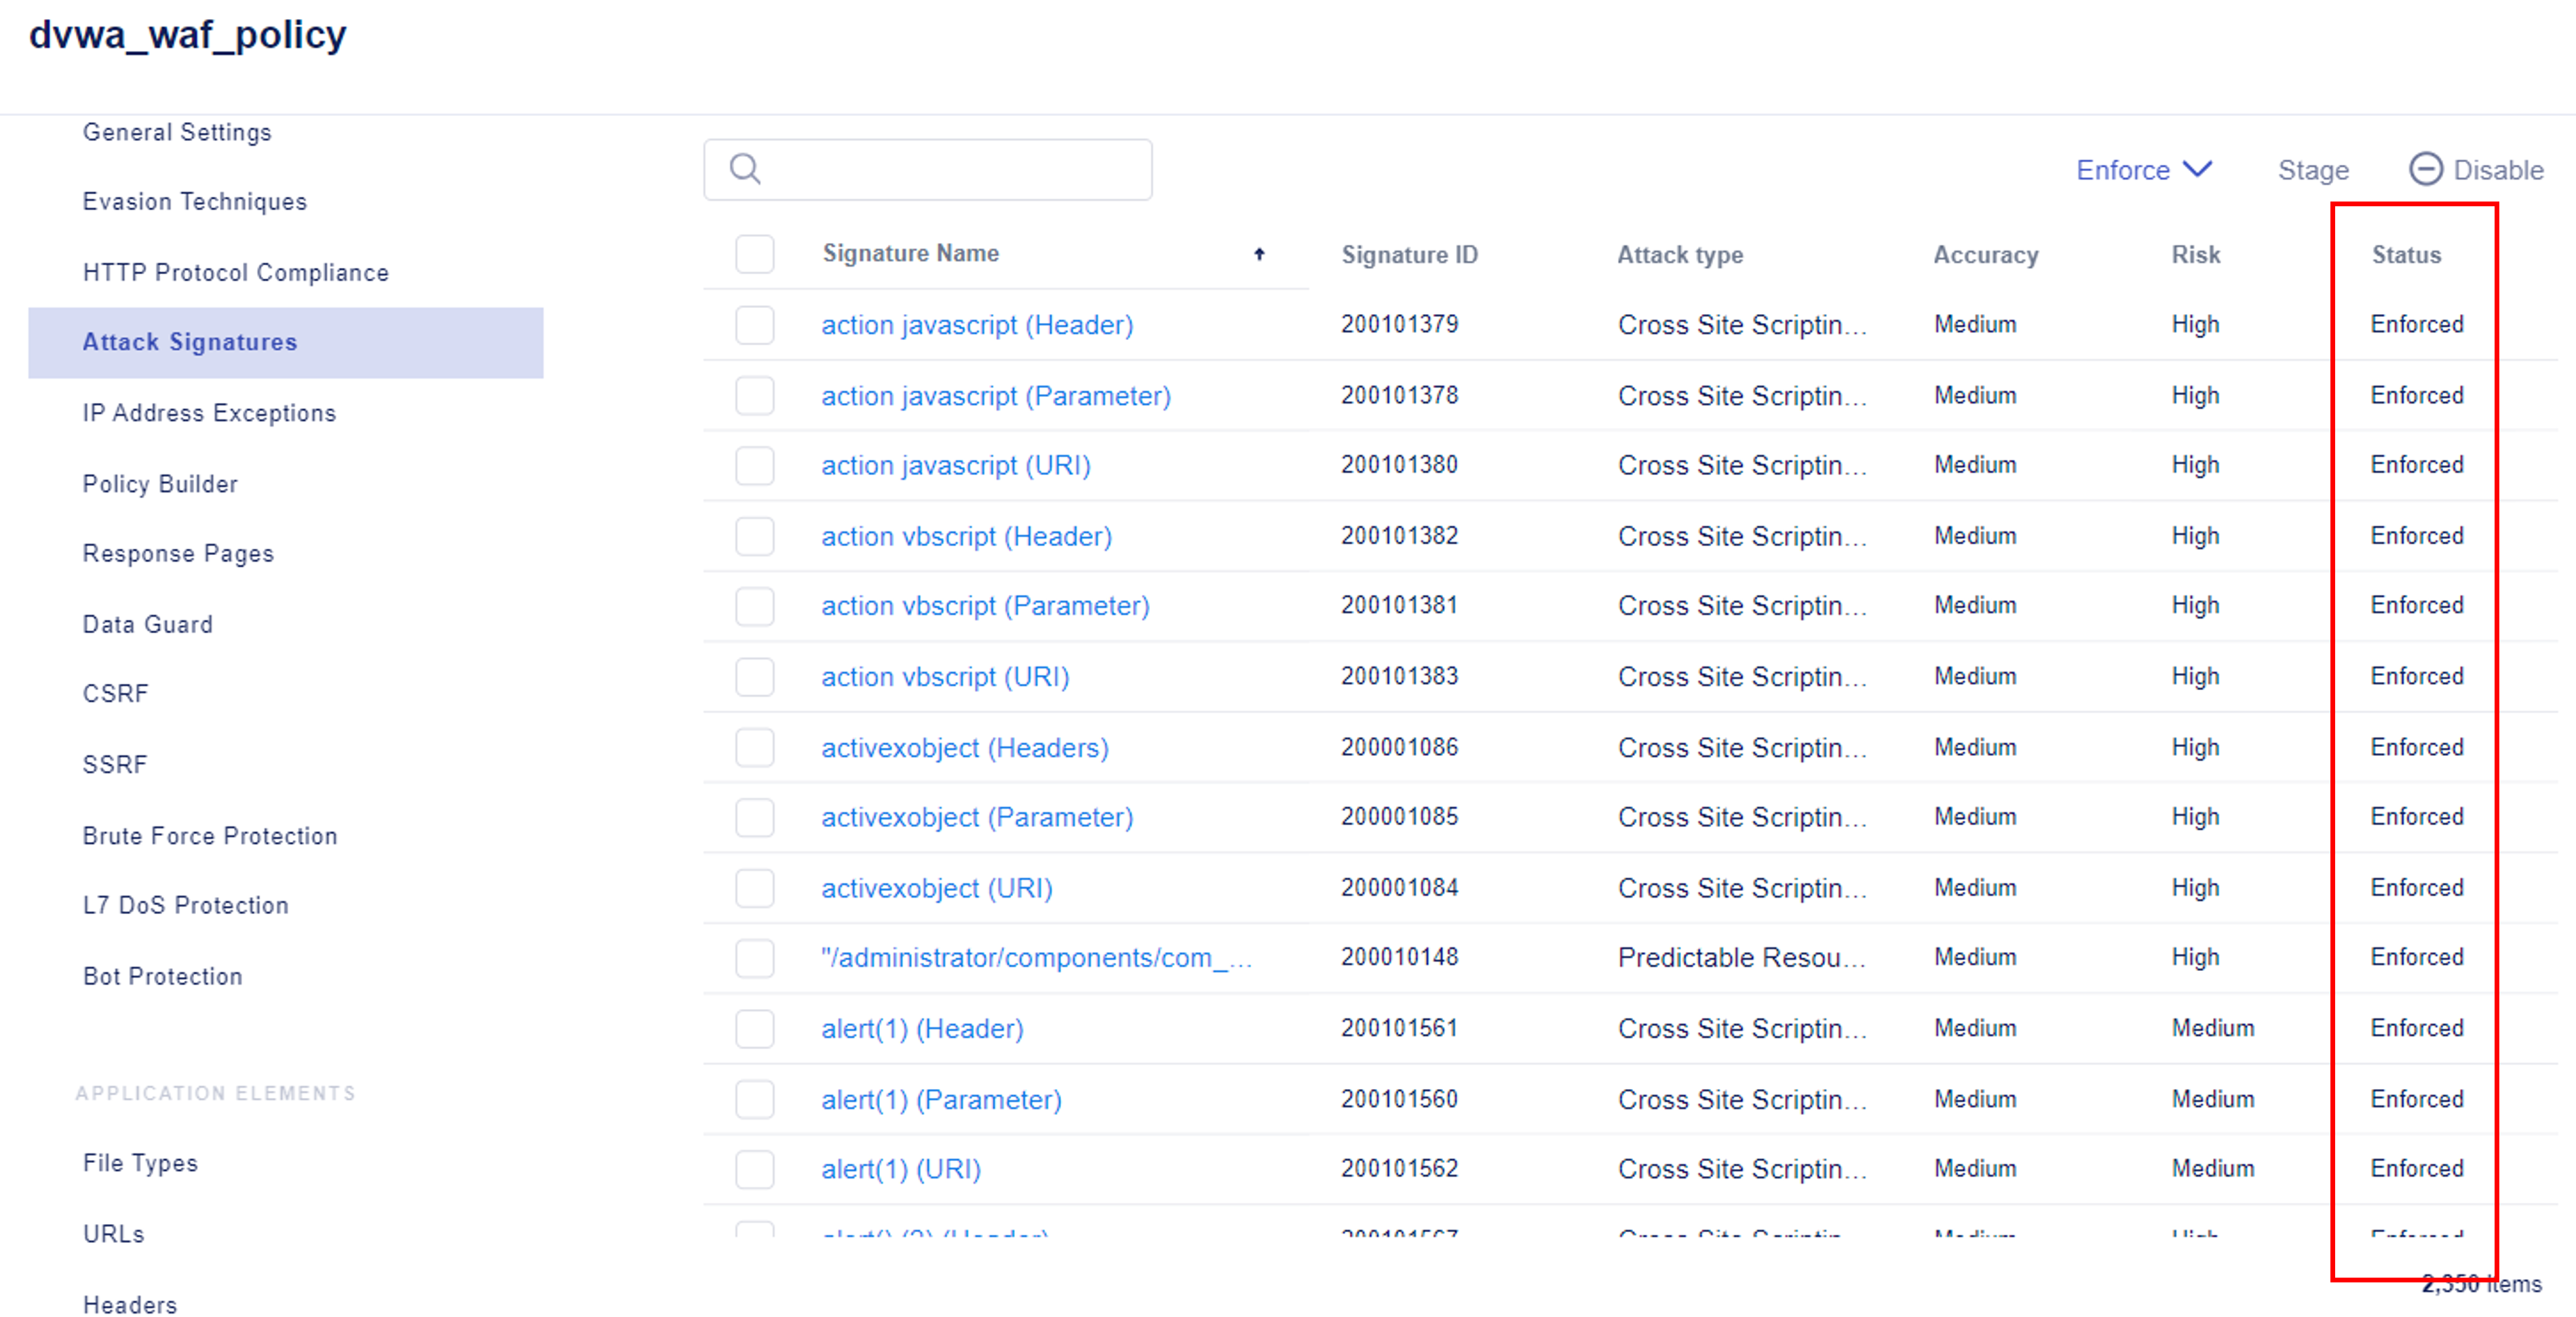 dvwa_waf_policy
General Settings
Evasion Techniques
HTTP Protocol Compliance
Attack Signatures
IP Address Exceptions
Policy Builder
Response Pages
Data Guard
CSRF
SSRF
Brute Force Protection
L7 DoS Protection
Bot Protection
APPLICATION ELEMENTS
File Types
URLs
Headers
Enforce Stage Disable
Signature Name Signature ID Attack type Accuracy Risk Status
action javascript (Header) 200101379 Cross Site Scriptin... Medium High Enforced
action javascript (Parameter) 200101378 Cross Site Scriptin... Medium High Enforced
action javascript (URI) 200101380 Cross Site Scriptin... Medium High Enforced
action vbscript (Header) 200101382 Cross Site Scriptin... Medium High Enforced
action vbscript (Parameter) 200101381 Cross Site Scriptin... Medium High Enforced
action vbscript (URI) 200101383 Cross Site Scriptin... Medium High Enforced
activexobject (Headers) 200001086 Cross Site Scriptin... Medium High Enforced
activexobject (Parameter) 200001085 Cross Site Scriptin... Medium High Enforced
activexobject (URI) 200001084 Cross Site Scriptin... Medium High Enforced
"/administrator/components/com_... 200010148 Predictable Resou... Medium High Enforced
alert(1) (Header) 200101561 Cross Site Scriptin... Medium Medium Enforced
alert(1) (Parameter) 200101560 Cross Site Scriptin... Medium Medium Enforced
alert(1) (URI) 200101562 Cross Site Scriptin... Medium Medium Enforced
2,350 items